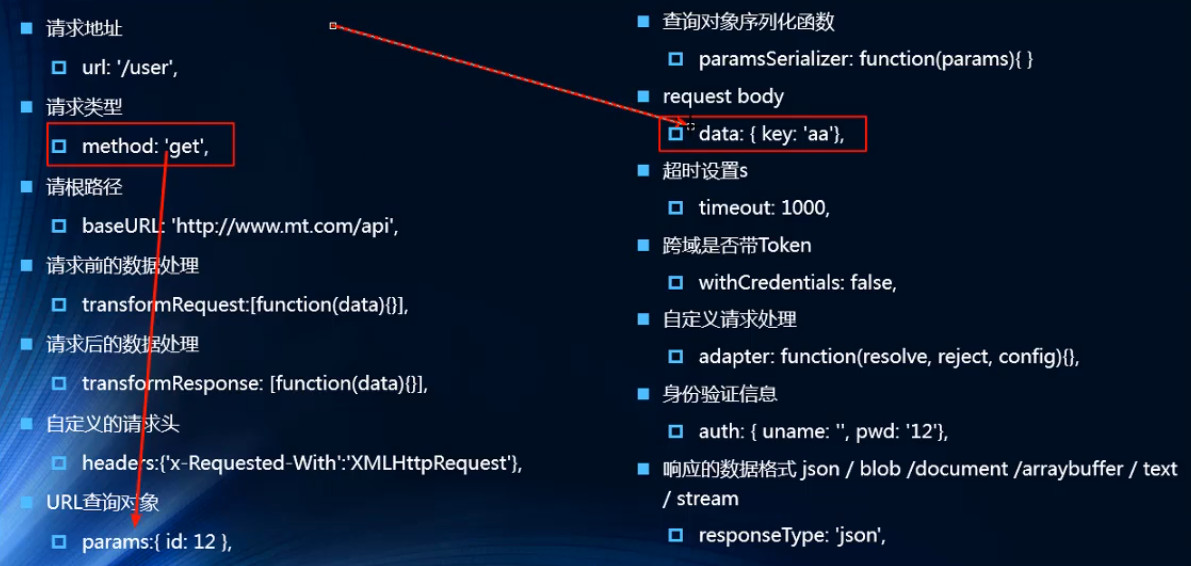 请求地址
url: '/user',
请求类型
method: 'get',
请根路径
baseURL: 'http://www.mt.com/api',
请求前的数据处理
transformRequest:[function(data){}],
请求后的数据处理
transformResponse: [function(data){}],
自定义的请求头
headers:{'x-Requested-With':'XMLHttpRequest'},
URL查询对象
params:{ id: 12 },
查询对象序列化函数
paramsSerializer: function(params){ }
request body
data: { key: 'aa'},
超时设置s
timeout: 1000,
跨域是否带Token
withCredentials: false,
自定义请求处理
adapter: function(resolve, reject, config){},
身份验证信息
auth: { uname: '', pwd: '12'},
响应的数据格式 json / blob /document /arraybuffer / text
/ stream
responseType: 'json',